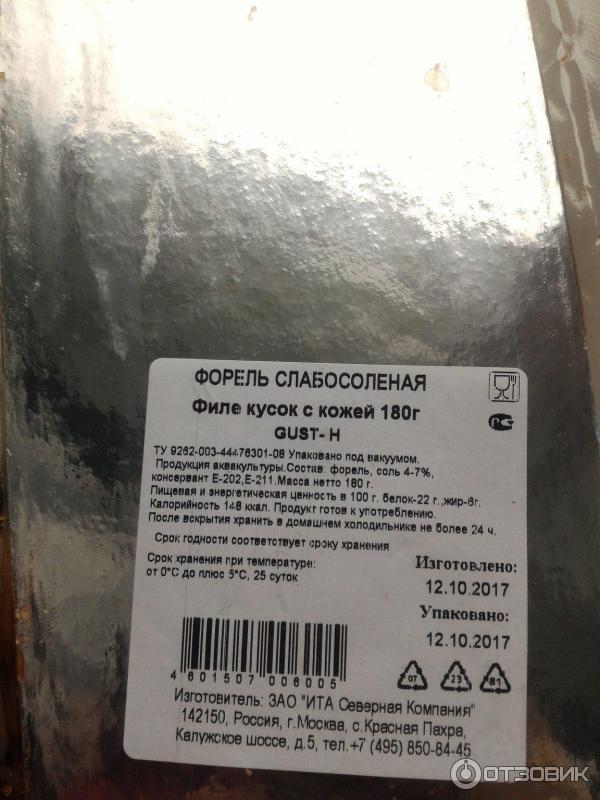 ФОРЕЛЬ СЛАБОСОЛЕНАЯ
Филе кусок с кожей 180г
GUST- H
ТУ 9262-003-44476301-08 Упаковано под вакуумом.
Продукция аквакультуры.Состав: форель, соль 4-7%,
консервант Е-202,Е-211.Масса нетто 180 г.
Пищевая и энергетическая ценность в 100 г. белок-22 г.,жир-6г.
Калорийность 148 ккал. Продукт готов к употреблению.
После вскрытия хранить в домашнем холодильнике не более 24 ч.
Срок годности соответствует сроку хранения
Срок хранения при температуре:
от 0°С до плюс 5°С, 25 суток
Изготовлено:
12.10.2017
Упаковано:
12.10.2017
4601507006005
07 23 81
Изготовитель: ЗАО "ИТА Северная Компания"
142150, Россия, г.Москва, с.Красная Пахра,
Калужское шоссе, д.5, тел.+7 (495) 850-84-45
ОТЗОВИК